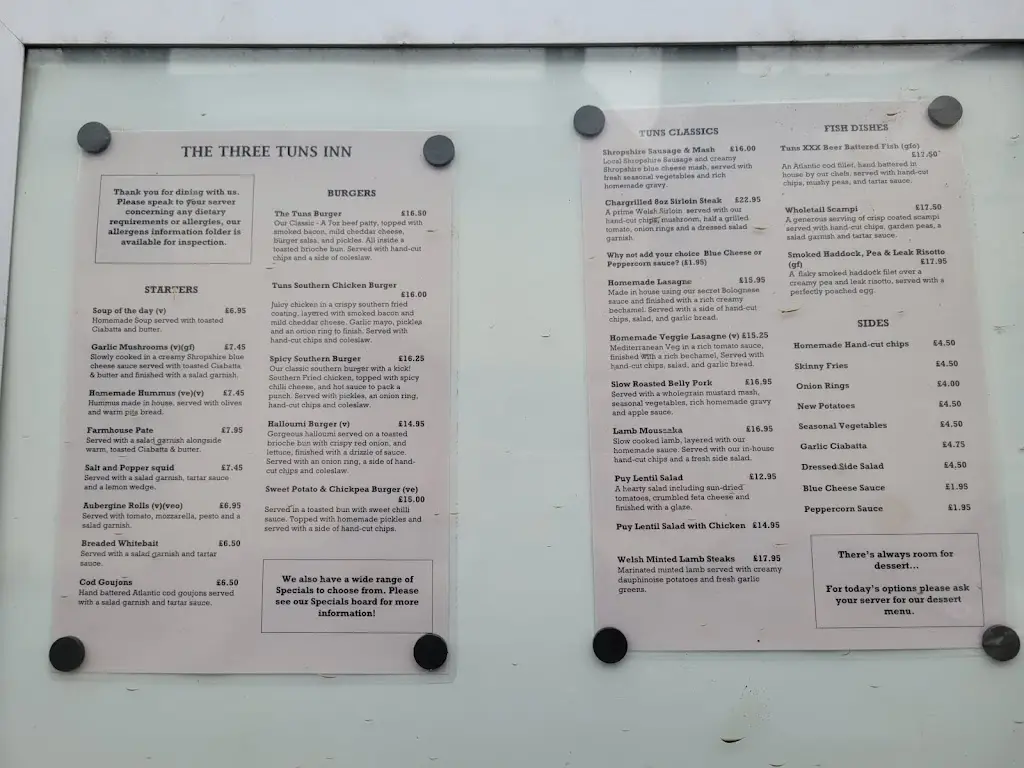 THE THREE TUNS INN
Thank you for dining with us.
Please speak to your server
concerning any dietary
requirements or allergies, our
allergens information folder is
available for inspection.
STARTERS
Soup of the day (v) £6.95
Homemade Soup served with toasted
Ciabatta and butter.
Garlic Mushrooms (v)(gf) £7.45
Slowly cooked in a creamy Shropshire blue
cheese sauce served with toasted Ciabatta
& butter and finished with a salad garnish.
Homemade Hummus (ve)(v) £7.45
Hummus made in house, served with olives
and warm pita bread.
Farmhouse Pate £7.95
Served with a salad garnish alongside
warm, toasted Ciabatta & butter.
Salt and Popper squid £7.45
Served with a salad garnish, tartar sauce
and a lemon wedge.
Aubergine Rolls (v)(veo) £6.95
Served with tomato, mozzarella, pesto and a
salad garnish.
Breaded Whitebait £6.50
Served with a salad garnish and tartar
sauce.
Cod Goujons £6.50
Hand battered Atlantic cod goujons served
with a salad garnish and tartar sauce.
BURGERS
The Tuns Burger £16.50
Our Classic - A 7oz beef patty, topped with
smoked bacon, mild cheddar cheese,
burger salsa, and pickles. All inside a
toasted brioche bun. Served with hand-cut
chips and a side of coleslaw.
Tuns Southern Chicken Burger
£16.00
Juicy chicken in a crispy southern fried
coating, layered with smoked bacon and
mild cheddar cheese. Garlic mayo, pickles
and an onion ring to finish. Served with
hand-cut chips and coleslaw.
Spicy Southern Burger £16.25
Our classic southern burger with a kick!
Southern Fried chicken, topped with spicy
chilli cheese, and hot sauce to pack a
punch. Served with pickles, an onion ring,
hand-cut chips and coleslaw.
Halloumi Burger (v) £14.95
Gorgeous halloumi served on a toasted
brioche bun with crispy red onion, and
lettuce, finished with a drizzle of sauce.
Served with an onion ring, a side of hand-
cut chips and coleslaw.
Sweet Potato & Chickpea Burger (ve)
£15.00
Served in a toasted bun with sweet chilli
sauce. Topped with homemade pickles and
served with a side of hand-cut chips.
We also have a wide range of
Specials to choose from. Please
see our Specials board for more
information!
TUNS CLASSICS
Shropshire Sausage & Mash £16.00
Local Shropshire Sausage and creamy
Shropshire blue cheese mash, served with
fresh seasonal vegetables and rich
homemade gravy.
Chargrilled 8oz Sirloin Steak £22.95
A prime Welsh Sirloin served with our
hand-cut chips, mushroom, half a grilled
tomato, onion rings and a dressed salad
garnish.
Why not add your choice Blue Cheese or
Peppercorn sauce? (£1.95)
Homemade Lasagne £15.95
Made in house using our secret Bolognese
sauce and finished with a rich creamy
bechamel. Served with a side of hand-cut
chips, salad, and garlic bread.
Homemade Veggie Lasagne (v) £15.25
Mediterranean Veg in a rich tomato sauce,
finished with a rich bechamel, Served with
hand-cut chips, salad, and garlic bread.
Slow Roasted Belly Pork £16.95
Served with a wholegrain mustard mash,
seasonal vegetables, rich homemade gravy
and apple sauce.
Lamb Moussaka £16.95
Slow cooked lamb, layered with our
homemade sauce. Served with our in-house
hand-cut chips and a fresh side salad.
Puy Lentil Salad £12.95
A hearty salad including sun-dried
tomatoes, crumbled feta cheese and
finished with a glaze.
Puy Lentil Salad with Chicken £14.95
Welsh Minted Lamb Steaks £17.95
Marinated minted lamb served with creamy
dauphinoise potatoes and fresh garlic
greens.
FISH DISHES
Tuns XXX Beer Battered Fish (gfo)
£17.50
An Atlantic cod fillet, hand battered in
house by our chefs, served with hand-cut
chips, mushy peas, and tartar sauce.
Wholetail Scampi £17.50
A generous serving of crisp coated scampi
served with hand-cut chips, garden peas, a
salad garnish and tartar sauce.
Smoked Haddock, Pea & Leak Risotto
(gf) £17.95
A flaky smoked haddock filet over a
creamy pea and leak risotto, served with a
perfectly poached egg.
SIDES
Homemade Hand-cut chips £4.50
Skinny Fries £4.50
Onion Rings £4.00
New Potatoes £4.50
Seasonal Vegetables £4.50
Garlic Ciabatta £4.75
Dressed Side Salad £4.50
Blue Cheese Sauce £1.95
Peppercorn Sauce £1.95
There's always room for
dessert...
For today's options please ask
your server for our dessert
menu.